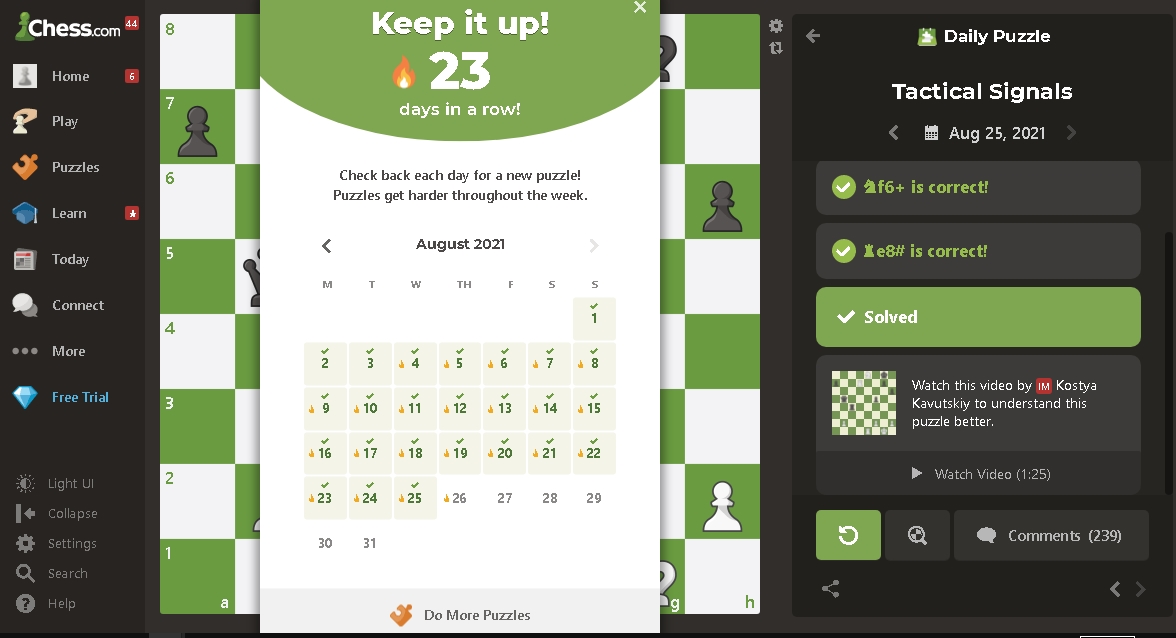 Chess.com 44
Home 6
Play
Puzzles
Learn
Today
Connect
More
Free Trial
Light UI
Collapse
Settings
Search
Help
8
7
6
5
4
3
2
1
a
g
h
Keep it up!
23
days in a row!
Check back each day for a new puzzle!
Puzzles get harder throughout the week.
August 2021
M T W TH F S S
1
2 3 4 5 6 7 8
9 10 11 12 13 14 15
16 17 18 19 20 21 22
23 24 25 26 27 28 29
30 31
Do More Puzzles
Daily Puzzle
Tactical Signals
Aug 25, 2021
f6+ is correct!
e8# is correct!
Solved
Watch this video by IM Kostya
Kavutskiy to understand this
puzzle better.
Watch Video (1:25)
Comments (239)